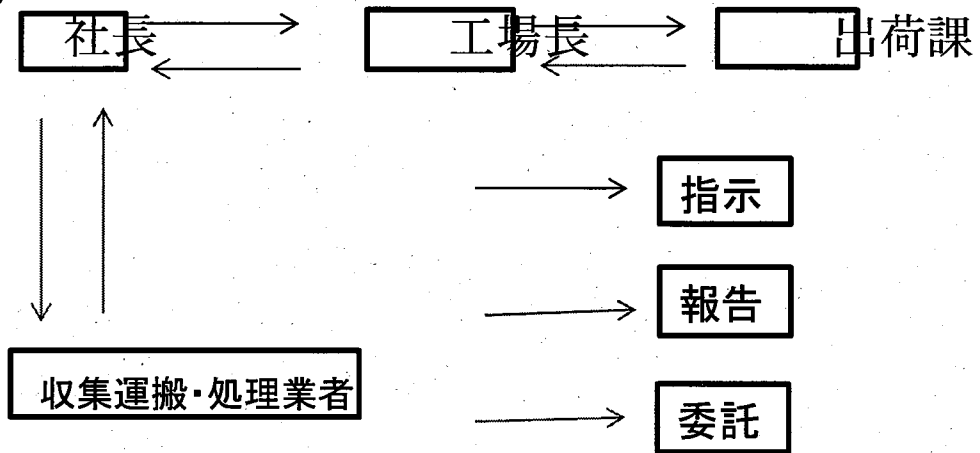 社長 工場長 出荷課
指示
報告
収集運搬・処理業者
委託